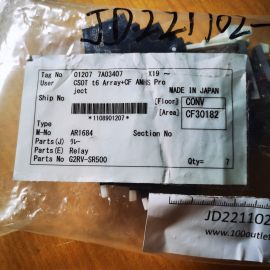 JD221102-
Tag No 01207 7A03407 X19 ~
User CSOT t6 Array+CF AMHS Pro
ject
MADE IN JAPAN
Ship No
[Floor] CONV
[Area] CF30182
*1108901207*
Type
M-No AR1684 Section No
Parts(J) リレー
Parts(E) Relay
Parts No G2RV-SR500 Qty= 7
JD221102
www.100outlet